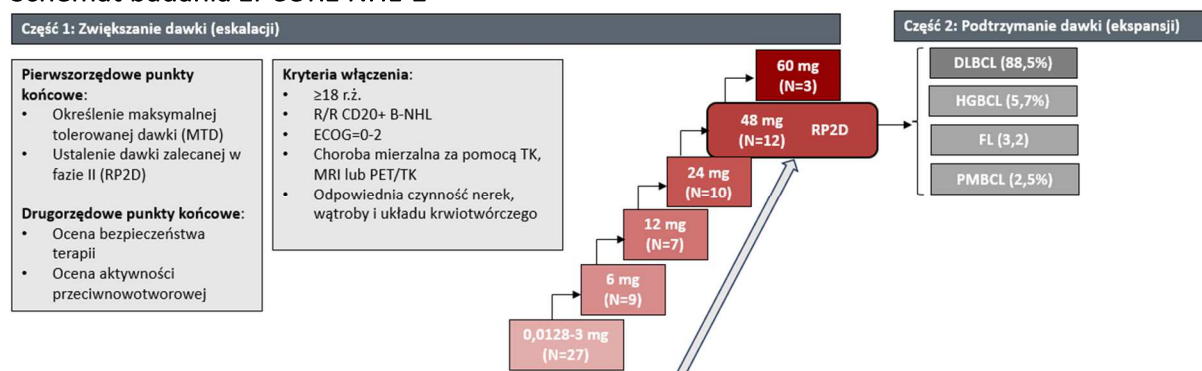 Część 1: Zwiększanie dawki (eskalacji)
Pierwszorzędowe punkty
końcowe:
• Określenie maksymalnej
tolerowanej dawki (MTD)
• Ustalenie dawki zalecanej w
fazie II (RP2D)
Drugorzędowe punkty końcowe:
• Ocena bezpieczeństwa
terapii
• Ocena aktywności
przeciwnowotworowej
Kryteria włączenia:
• ≥18 r.ż.
• R/R CD20+ B-NHL
• ECOG=0-2
• Choroba mierzalna za pomocą TK,
MRI lub PET/TK
• Odpowiednia czynność nerek,
wątroby i układu krwiotwórczego
60 mg
(N=3)
48 mg
(N=12)
RP2D
24 mg
(N=10)
12 mg
(N=7)
6 mg
(N=9)
0,0128-3 mg
(N=27)
Część 2: Podtrzymanie dawki (ekspansji)
DLBCL (88,5%)
HGBCL (5,7%)
FL (3,2)
PMBCL (2,5%)